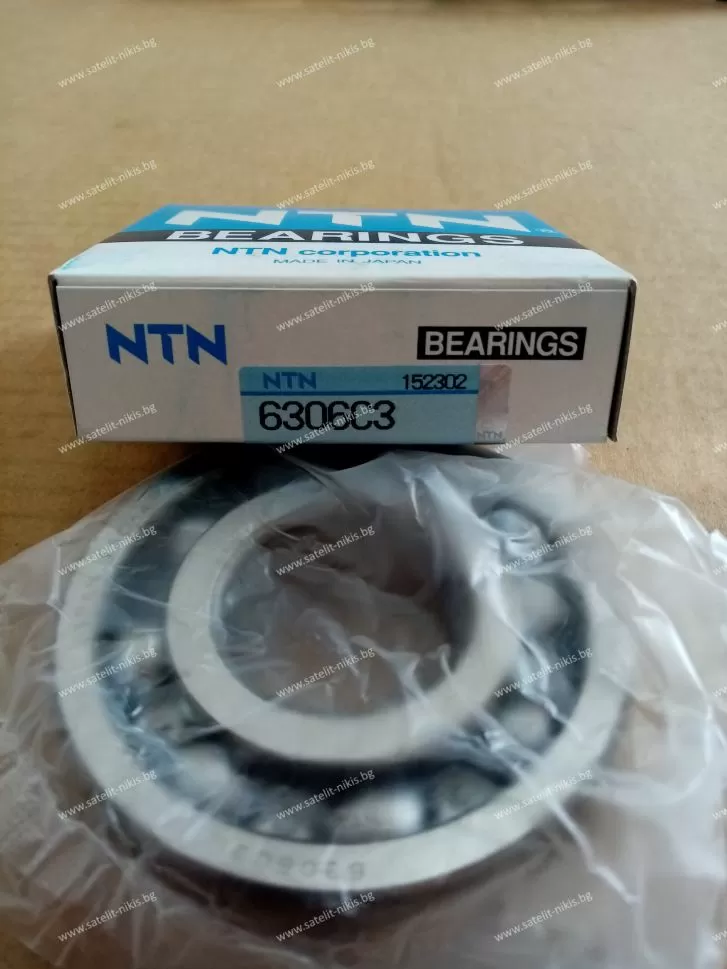 NTN
BEARINGS
NTN corporation
MADE IN JAPAN
NTN
BEARINGS
NTN 152302
6306C3
NTN
www.satelit-nikis.bg